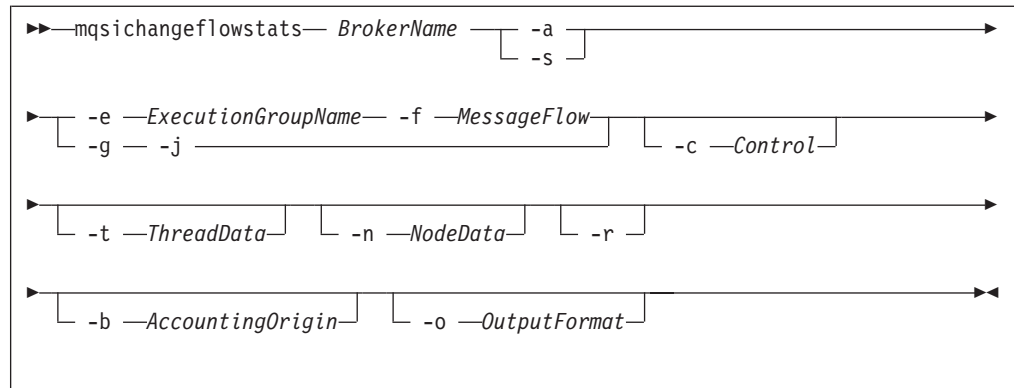 mqsichangeflowstats BrokerName -a
-s
-e ExecutionGroupName -f MessageFlow
-g -j -c Control
-t ThreadData -n NodeData -r
-b AccountingOrigin -o OutputFormat